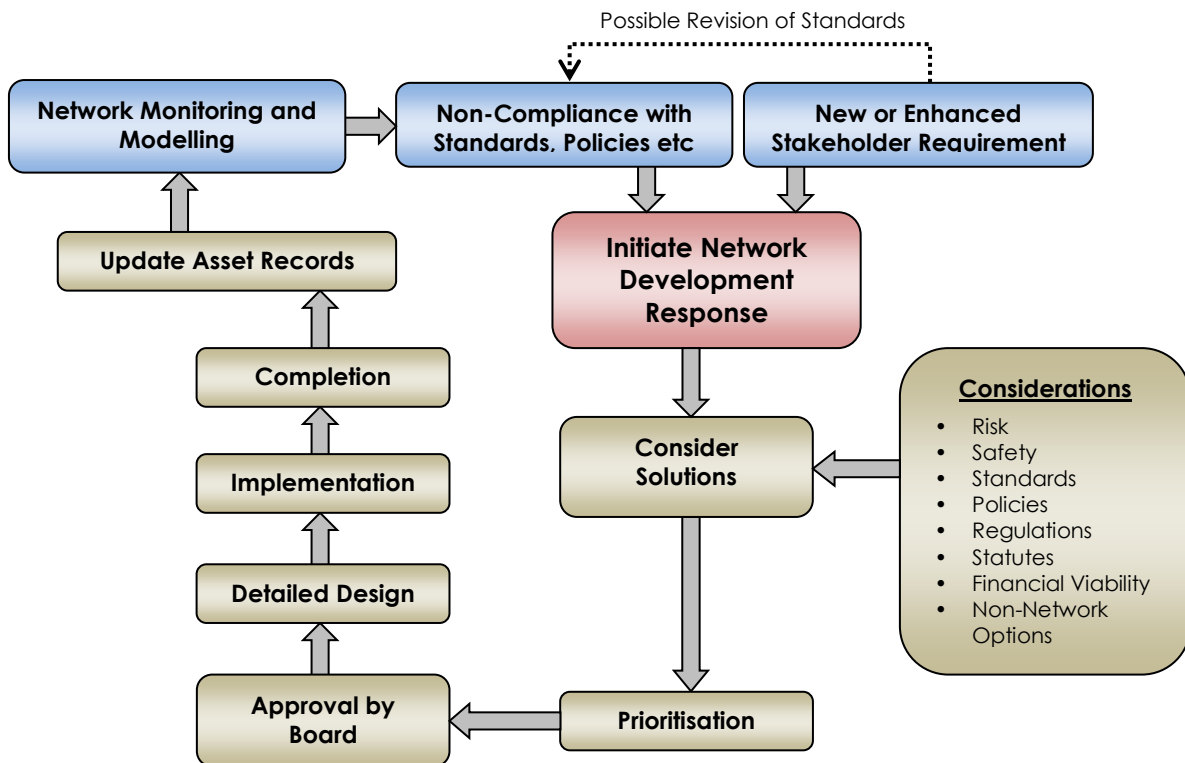 Possible Revision of Standards
Network Monitoring and
Modelling
Non-Compliance with
Standards, Policies etc
New or Enhanced
Stakeholder Requirement
Update Asset Records
Initiate Network
Development
Response
Completion
Consider
Solutions
Considerations
• Risk
• Safety
• Standards
• Policies
• Regulations
• Statutes
• Financial Viability
• Non-Network
Options
Implementation
Detailed Design
Approval by
Board
Prioritisation